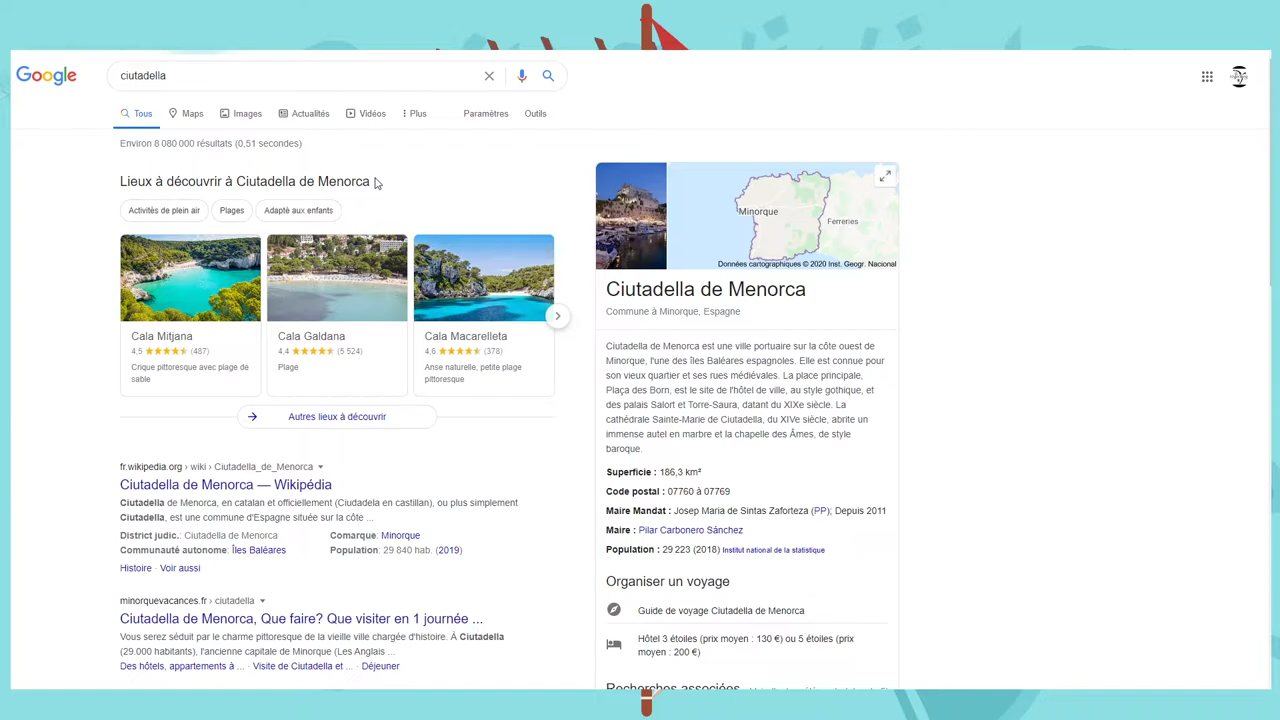 Google
ciutadella
Tous
Maps
Images
Actualités
Vidéos
Plus
Paramètres
Outils
Environ 8 080 000 résultats (0,51 secondes)
Lieux à découvrir à Ciutadella de Menorca
Activités de plein air
Plages
Adapté aux enfants
Cala Mitjana
4,5 (487)
Crique pittoresque avec plage de
sable
Cala Galdana
4,4 (5 524)
Plage
Cala Macarelleta
4,6 (378)
Anse naturelle, petite plage
pittoresque
Autres lieux à découvrir
fr.wikipedia.org › wiki › Ciutadella_de_Menorca
Ciutadella de Menorca — Wikipédia
Ciutadella de Menorca, en catalan et officiellement (Ciudadela en castillan), ou plus simplement
Ciutadella, est une commune d'Espagne située sur la côte ...
District judic.: Ciutadella de Menorca
Comarque: Minorque
Communauté autonome: Îles Baléares
Population: 29 840 hab. (2019)
Histoire · Voir aussi
minorquevacances.fr › ciutadella
Ciutadella de Menorca, Que faire? Que visiter en 1 journée ...
Vous serez séduit par le charme pittoresque de la vieille ville chargée d'histoire. À Ciutadella
(29.000 habitants), l'ancienne capitale de Minorque (Les Anglais ...
Des hôtels, appartements à ... · Visite de Ciutadella et ... · Déjeuner
Minorque
Ferreries
Données cartographiques © 2020 Inst. Geogr. Nacional
Ciutadella de Menorca
Commune à Minorque, Espagne
Ciutadella de Menorca est une ville portuaire sur la côte ouest de
Minorque, l'une des îles Baléares espagnoles. Elle est connue pour
son vieux quartier et ses rues médiévales. La place principale,
Plaça des Born, est le site de l'hôtel de ville, au style gothique, et
des palais Salort et Torre-Saura, datant du XIXe siècle. La
cathédrale Sainte-Marie de Ciutadella, du XIVe siècle, abrite un
immense autel en marbre et la chapelle des Âmes, de style
baroque.
Superficie : 186,3 km²
Code postal : 07760 à 07769
Maire Mandat : Josep Maria de Sintas Zaforteza (PP); Depuis 2011
Maire : Pilar Carbonero Sánchez
Population : 29 223 (2018) Institut national de la statistique
Organiser un voyage
Guide de voyage Ciutadella de Menorca
Hôtel 3 étoiles (prix moyen : 130 €) ou 5 étoiles (prix
moyen : 200 €)
Recherches associées